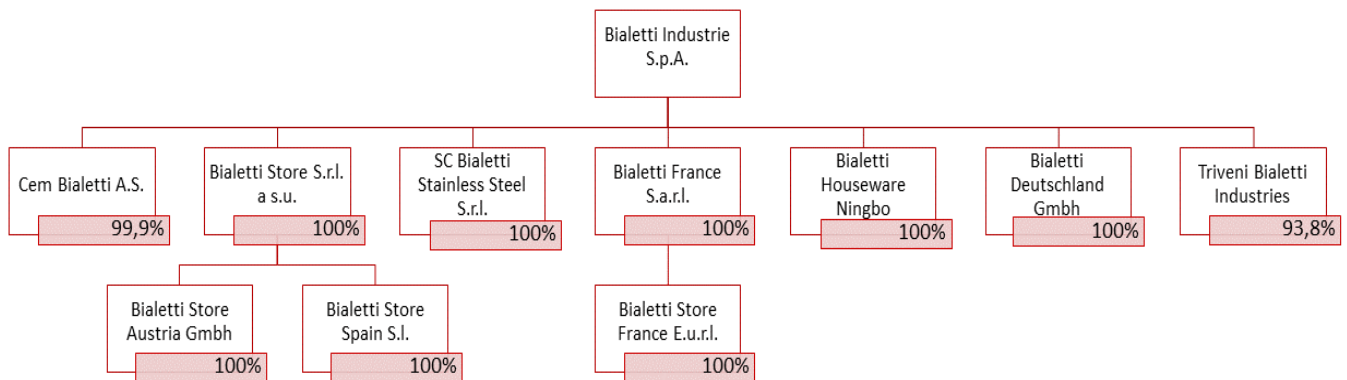 Bialetti Industrie
S.p.A.
Cem Bialetti A.S.
99,9%
Bialetti Store S.r.l.
a s.u.
100%
SC Bialetti
Stainless Steel
S.r.l.
100%
Bialetti France
S.a.r.l.
100%
Bialetti
Houseware
Ningbo
100%
Bialetti
Deutschland
Gmbh
100%
Triveni Bialetti
Industries
93,8%
Bialetti Store
Austria Gmbh
100%
Bialetti Store
Spain S.l.
100%
Bialetti Store
France E.u.r.l.
100%